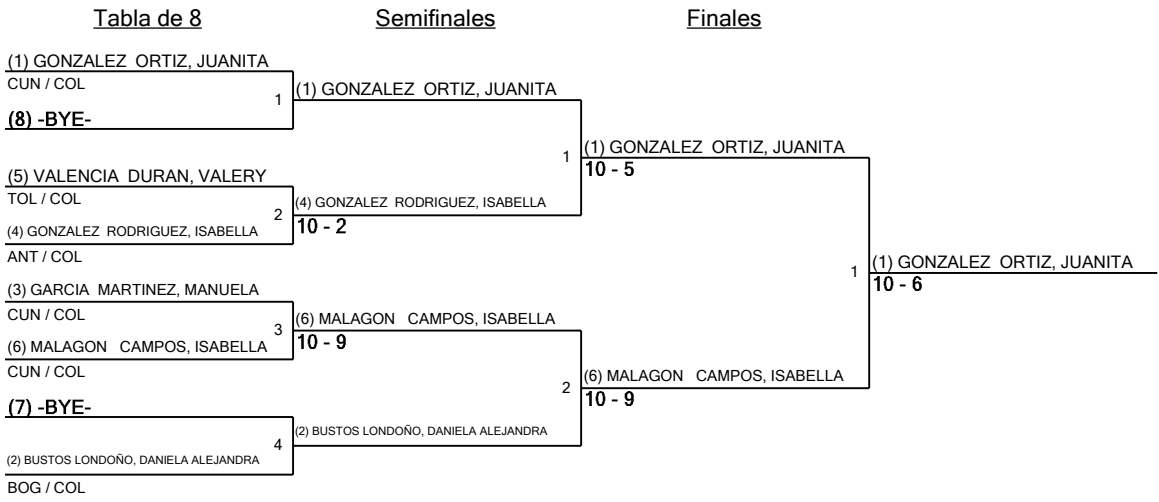 Tabla de 8
Semifinales
Finales
(1) GONZALEZ ORTIZ, JUANITA
CUN / COL
1
(8) -BYE-
(1) GONZALEZ ORTIZ, JUANITA
(5) VALENCIA DURAN, VALERY
TOL / COL
2
(4) GONZALEZ RODRIGUEZ, ISABELLA
ANT / COL
(4) GONZALEZ RODRIGUEZ, ISABELLA
10 - 2
1
(1) GONZALEZ ORTIZ, JUANITA
10 - 5
(3) GARCIA MARTINEZ, MANUELA
CUN / COL
3
(6) MALAGON CAMPOS, ISABELLA
CUN / COL
(6) MALAGON CAMPOS, ISABELLA
10 - 9
(7) -BYE-
4
(2) BUSTOS LONDOÑO, DANIELA ALEJANDRA
BOG / COL
(2) BUSTOS LONDOÑO, DANIELA ALEJANDRA
2
(6) MALAGON CAMPOS, ISABELLA
10 - 9
1
(1) GONZALEZ ORTIZ, JUANITA
10 - 6